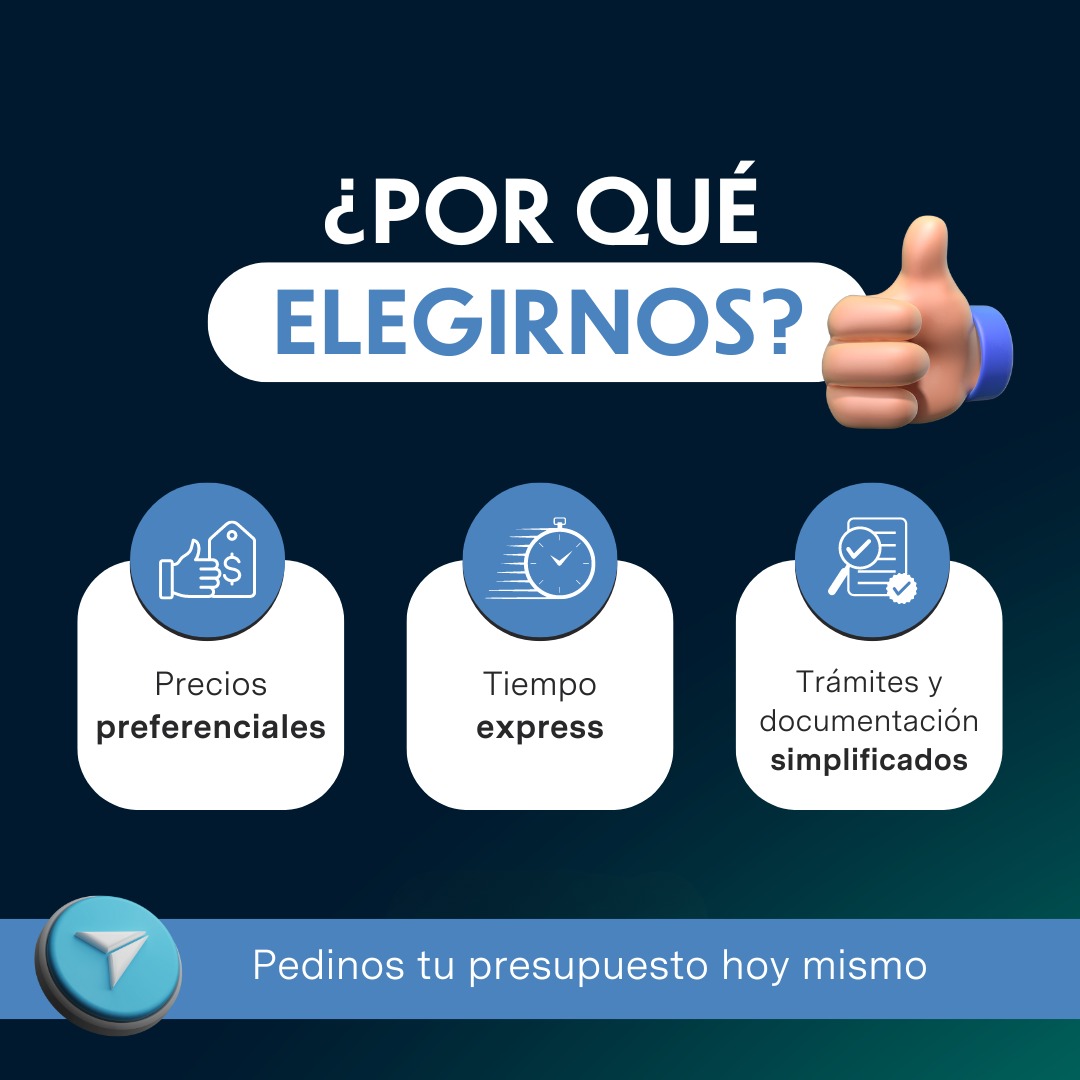 ¿POR QUÉ
ELEGIRNOS?
$
Precios
preferenciales
Tiempo
express
Trámites y
documentación
simplificados
Pedinos tu presupuesto hoy mismo